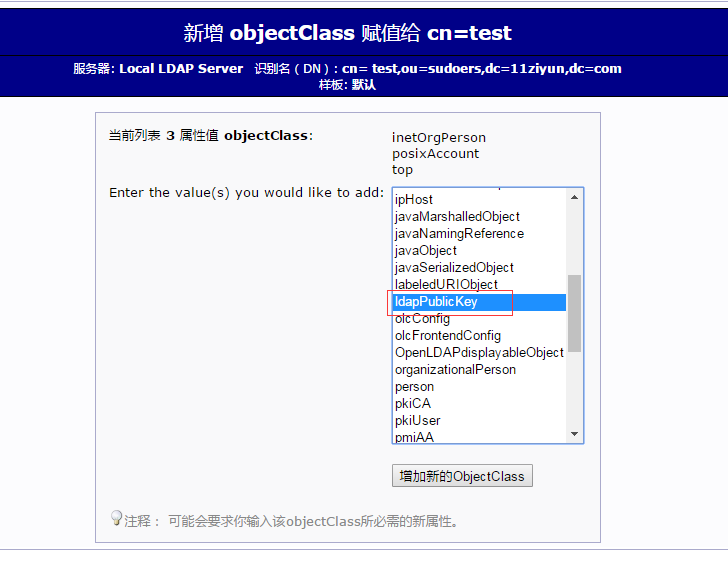 新增 objectClass 赋值给 cn=test
服务器: Local LDAP Server 识别名 ( DN ) : cn= test,ou=sudoers,dc=11ziyun,dc=com
样板: 默认
当前列表 3 属性值 objectClass:
inetOrgPerson
posixAccount
top
Enter the value(s) you would like to add:
ipHost
javaMarshalledObject
javaNamingReference
javaObject
javaSerializedObject
labeledURIObject
ldapPublicKey
olcConfig
olcFrontendConfig
OpenLDAPdisplayableObject
organizationalPerson
person
pkiCA
pkiUser
pmiAA
增加新的ObjectClass
注释： 可能会要求你输入该objectClass所必需的新属性。